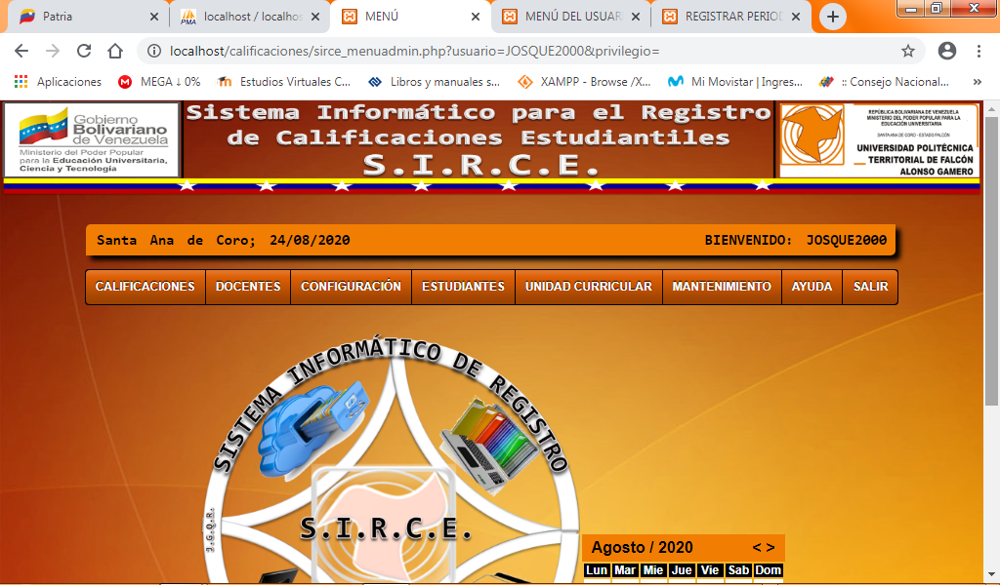 Patria
localhost / localhos
MENÚ
MENÚ DEL USUAR
REGISTRAR PERIOD
localhost/calificaciones/sirce_menuadmin.php?usuario=JOSQUE2000&privilegio=
Aplicaciones
MEGA ↓ 0%
Estudios Virtuales C...
Libros y manuales s...
XAMPP - Browse /X...
Mi Movistar | Ingres...
:: Consejo Nacional...
»
Gobierno
Bolivariano
de Venezuela
Ministerio del Poder Popular
para la Educación Universitaria,
Ciencia y Tecnología
Sistema Informático para el Registro
de Calificaciones Estudiantiles
S.I.R.C.E.
REPÚBLICA BOLIVARIANA DE VENEZUELA
MINISTERIO DEL PODER POPULAR PARA LA
EDUCACIÓN UNIVERSITARIA
SANTA ANA DE CORO - ESTADO FALCÓN
UNIVERSIDAD POLITÉCNICA
TERRITORIAL DE FALCÓN
ALONSO GAMERO
Santa Ana de Coro; 24/08/2020
BIENVENIDO: JOSQUE2000
CALIFICACIONES DOCENTES CONFIGURACIÓN ESTUDIANTES UNIDAD CURRICULAR MANTENIMIENTO AYUDA SALIR
SISTEMA INFORMÁTICO DE REGISTRO
S.I.R.C.E.
Agosto / 2020 < >
Lun Mar Mie Jue Vie Sab Dom